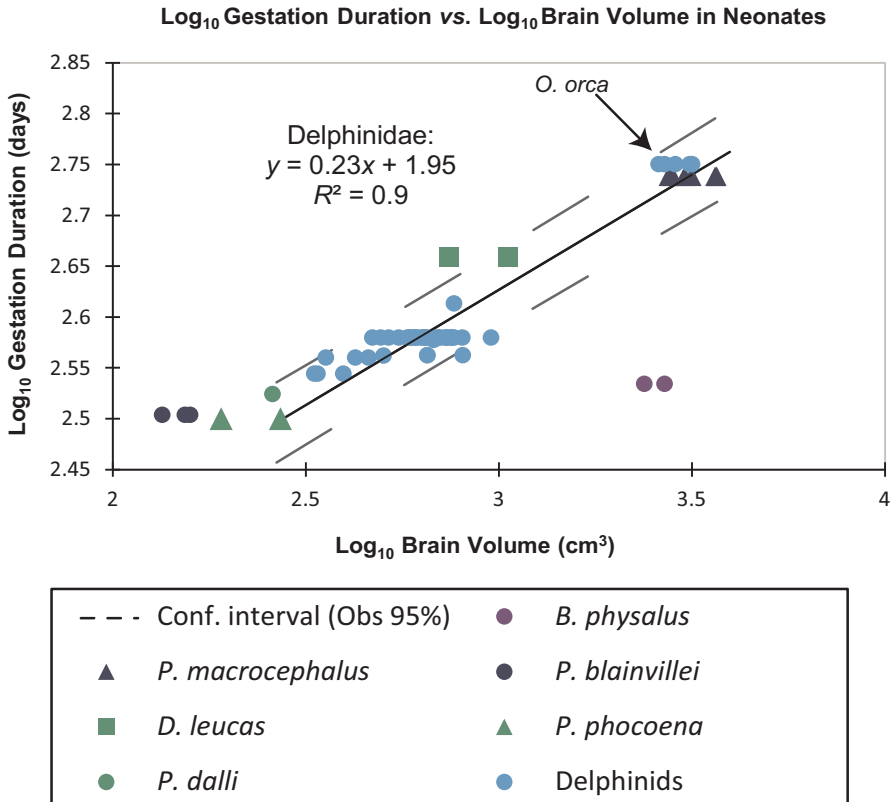 Log₁₀ Gestation Duration vs. Log₁₀ Brain Volume in Neonates
Log₁₀ Gestation Duration (days)
2.85
2.8
2.75
2.7
2.65
2.6
2.55
2.5
2.45
O. orca
Delphinidae:
y = 0.23x + 1.95
R² = 0.9
2 2.5 3 3.5 4
Log₁₀ Brain Volume (cm³)
Conf. interval (Obs 95%) B. physalus
P. macrocephalus P. blainvillei
D. leucas P. phocoena
P. dalli Delphinids